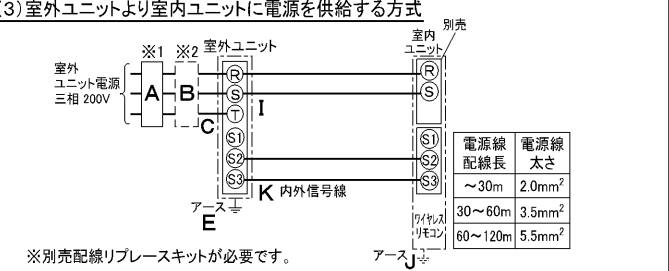 (3)室外ユニットより室内ユニットに電源を供給する方式
別売
※1 ※2 室外ユニット
室内
ユニット
室外
ユニット電源
三相 200V
A
B
C
R
S
T
S1
S2
S3
I
K 内外信号線
アース
E
R
S
S1
S2
S3
ワイヤレス
リモコン
アース
J
電源線
配線長
電源線
太さ
~30m 2.0mm²
30~60m 3.5mm²
60~120m 5.5mm²
※別売配線リプレースキットが必要です。